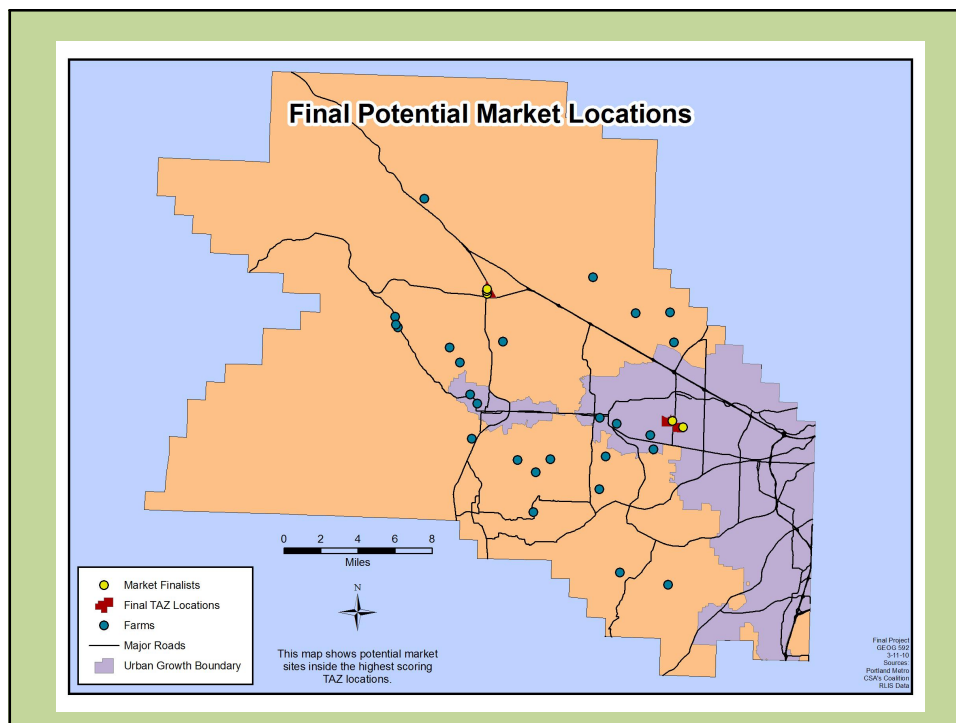 Final Potential Market Locations
0 2 4 6 8
Miles
N
Market Finalists
Final TAZ Locations
Farms
Major Roads
Urban Growth Boundary
This map shows potential market
sites inside the highest scoring
TAZ locations.
Final Project
GEOG 592
3-11-10
Sources:
Portland Metro
CSA's Coalition
RLIS Data